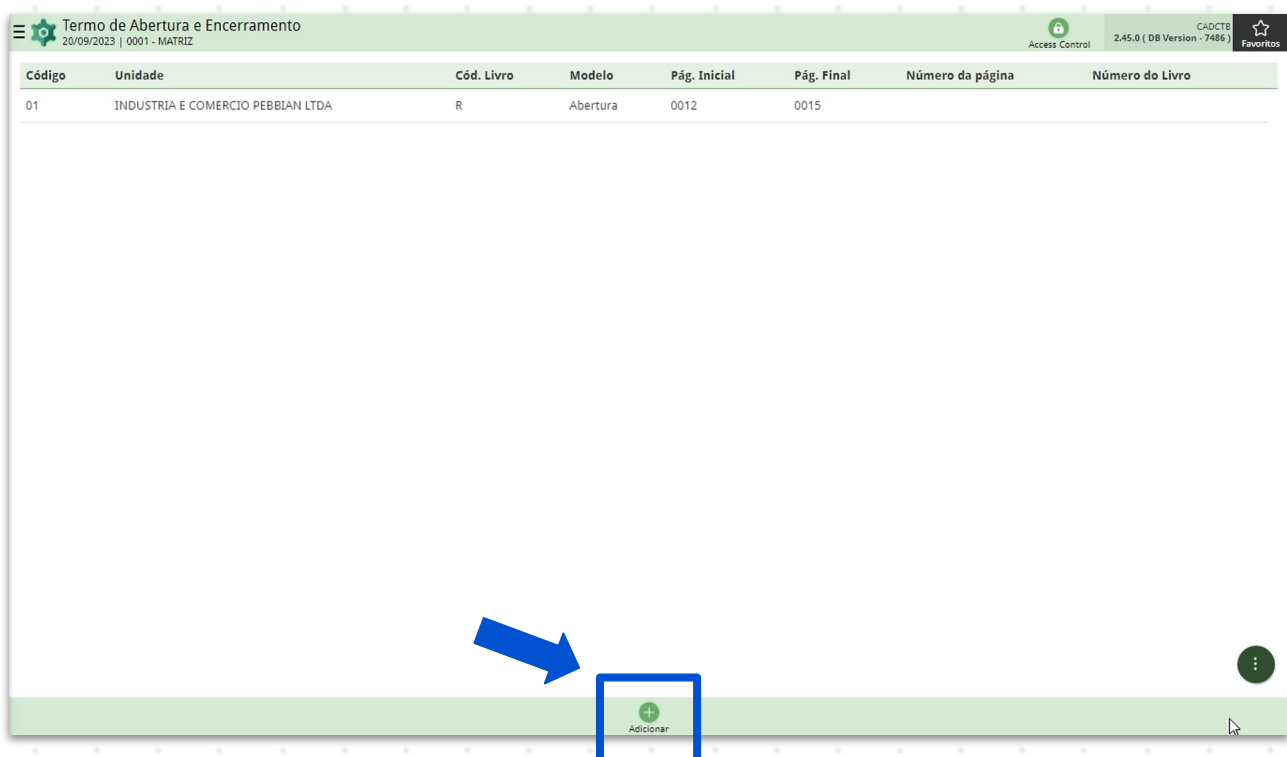 Termo de Abertura e Encerramento
20/09/2023 | 0001 - MATRIZ
Access Control
CADCTB
2.45.0 ( DB Version - 7486 )
Favoritos
Código Unidade Cód. Livro Modelo Pág. Inicial Pág. Final Número da página Número do Livro
01 INDUSTRIA E COMERCIO PEBBIAN LTDA R Abertura 0012 0015
Adicionar